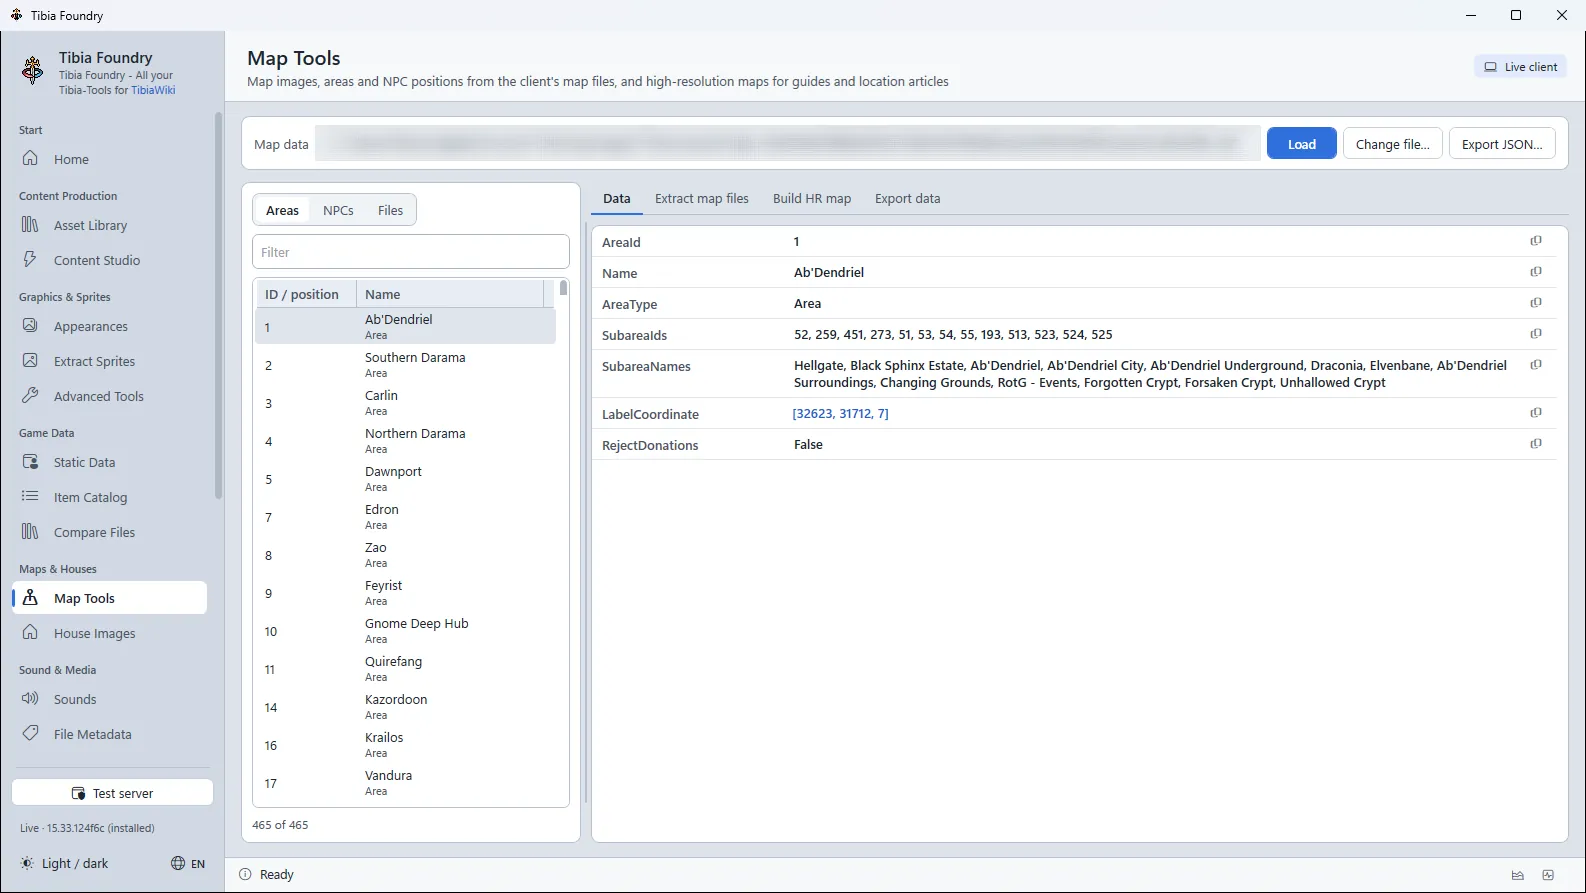 Tibia Foundry
Tibia Foundry
Tibia Foundry - All your
Tibia-Tools for TibiaWiki
Start
Home
Content Production
Asset Library
Content Studio
Graphics & Sprites
Appearances
Extract Sprites
Advanced Tools
Game Data
Static Data
Item Catalog
Compare Files
Maps & Houses
Map Tools
House Images
Sound & Media
Sounds
File Metadata
Test server
Live · 15.33.124f6c (installed)
Light / dark
EN
Map Tools
Map images, areas and NPC positions from the client's map files, and high-resolution maps for guides and location articles
Live client
Map data
Load
Change file...
Export JSON...
Areas
NPCs
Files
Filter
ID / position
Name
1
Ab'Dendriel
Area
2
Southern Darama
Area
3
Carlin
Area
4
Northern Darama
Area
5
Dawnport
Area
7
Edron
Area
8
Zao
Area
9
Feyrist
Area
10
Gnome Deep Hub
Area
11
Quirefang
Area
14
Kazordoon
Area
16
Krailos
Area
17
Vandura
Area
465 of 465
Data
Extract map files
Build HR map
Export data
AreaId
1
Name
Ab'Dendriel
AreaType
Area
SubareaIds
52, 259, 451, 273, 51, 53, 54, 55, 193, 513, 523, 524, 525
SubareaNames
Hellgate, Black Sphinx Estate, Ab'Dendriel, Ab'Dendriel City, Ab'Dendriel Underground, Draconia, Elvenbane, Ab'Dendriel
Surroundings, Changing Grounds, RotG - Events, Forgotten Crypt, Forsaken Crypt, Unhallowed Crypt
LabelCoordinate
[32623, 31712, 7]
RejectDonations
False
Ready